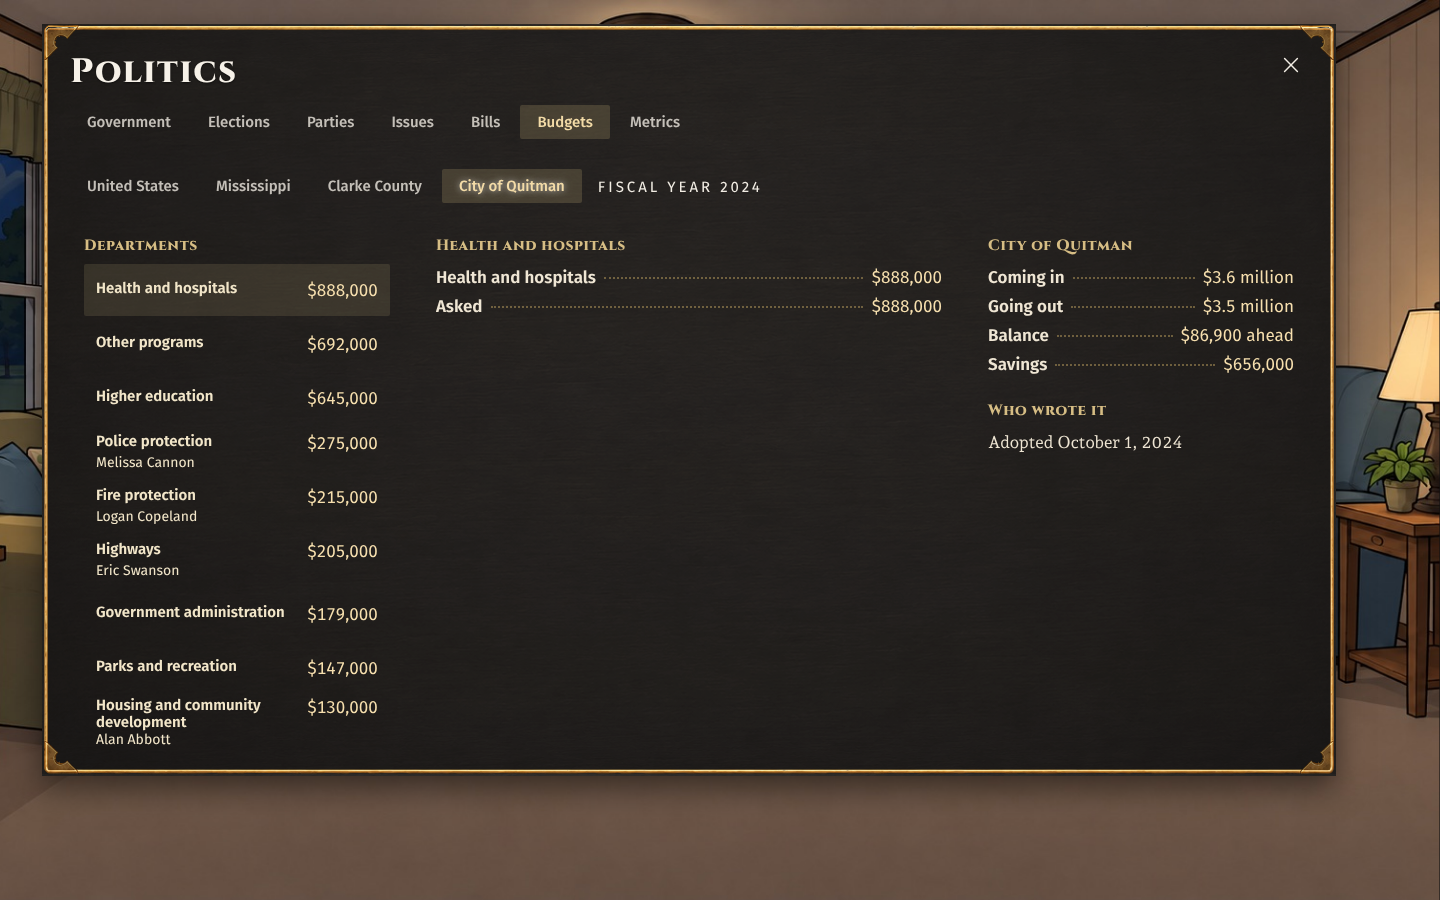 Politics
Government Elections Parties Issues Bills Budgets Metrics
United States Mississippi Clarke County City of Quitman FISCAL YEAR 2024
Departments
Health and hospitals $888,000
Other programs $692,000
Higher education $645,000
Police protection $275,000
Melissa Cannon
Fire protection $215,000
Logan Copeland
Highways $205,000
Eric Swanson
Government administration $179,000
Parks and recreation $147,000
Housing and community development $130,000
Alan Abbott
Health and hospitals
Health and hospitals $888,000
Asked $888,000
City of Quitman
Coming in $3.6 million
Going out $3.5 million
Balance $86,900 ahead
Savings $656,000
Who wrote it
Adopted October 1, 2024